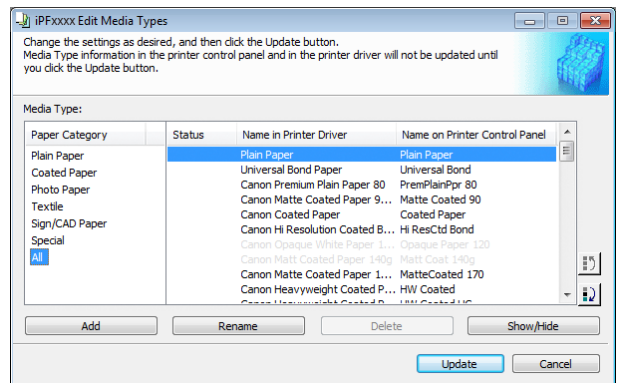 iPFxxxx Edit Media Types
Change the settings as desired, and then click the Update button.
Media Type information in the printer control panel and in the printer driver will not be updated until
you click the Update button.
Media Type:
Paper Category Status Name in Printer Driver Name on Printer Control Panel
Plain Paper Plain Paper Plain Paper
Coated Paper Universal Bond Paper Universal Bond
Photo Paper Canon Premium Plain Paper 80 PremPlainPpr 80
Textile Canon Matte Coated Paper 9... Matte Coated 90
Sign/CAD Paper Canon Coated Paper Coated Paper
Special Canon Hi Resolution Coated B... Hi ResCtd Bond
All Canon Opaque White Paper 1... Opaque Paper 120
Canon Matt Coated Paper 140g Matt Coat 140g
Canon Matte Coated Paper 1... MatteCoated 170
Canon Heavyweight Coated P... HW Coated
Add Rename Delete Show/Hide
Update Cancel